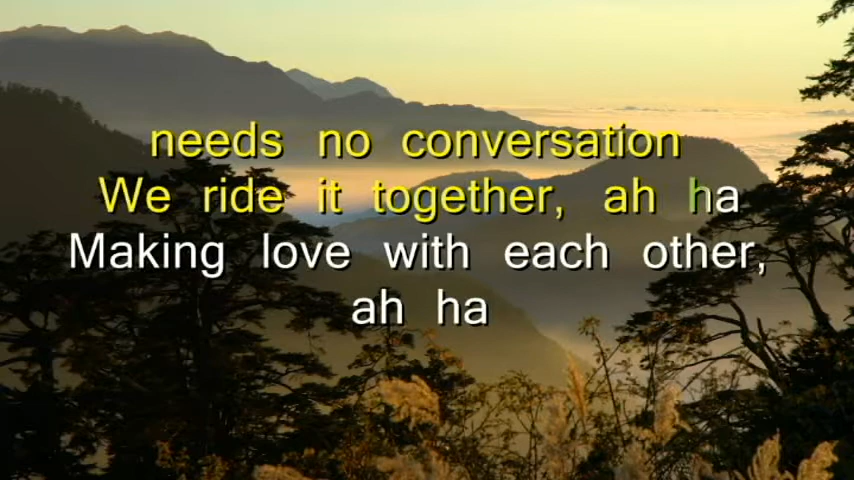 needs no conversation
We ride it together, ah ha
Making love with each other,
ah ha